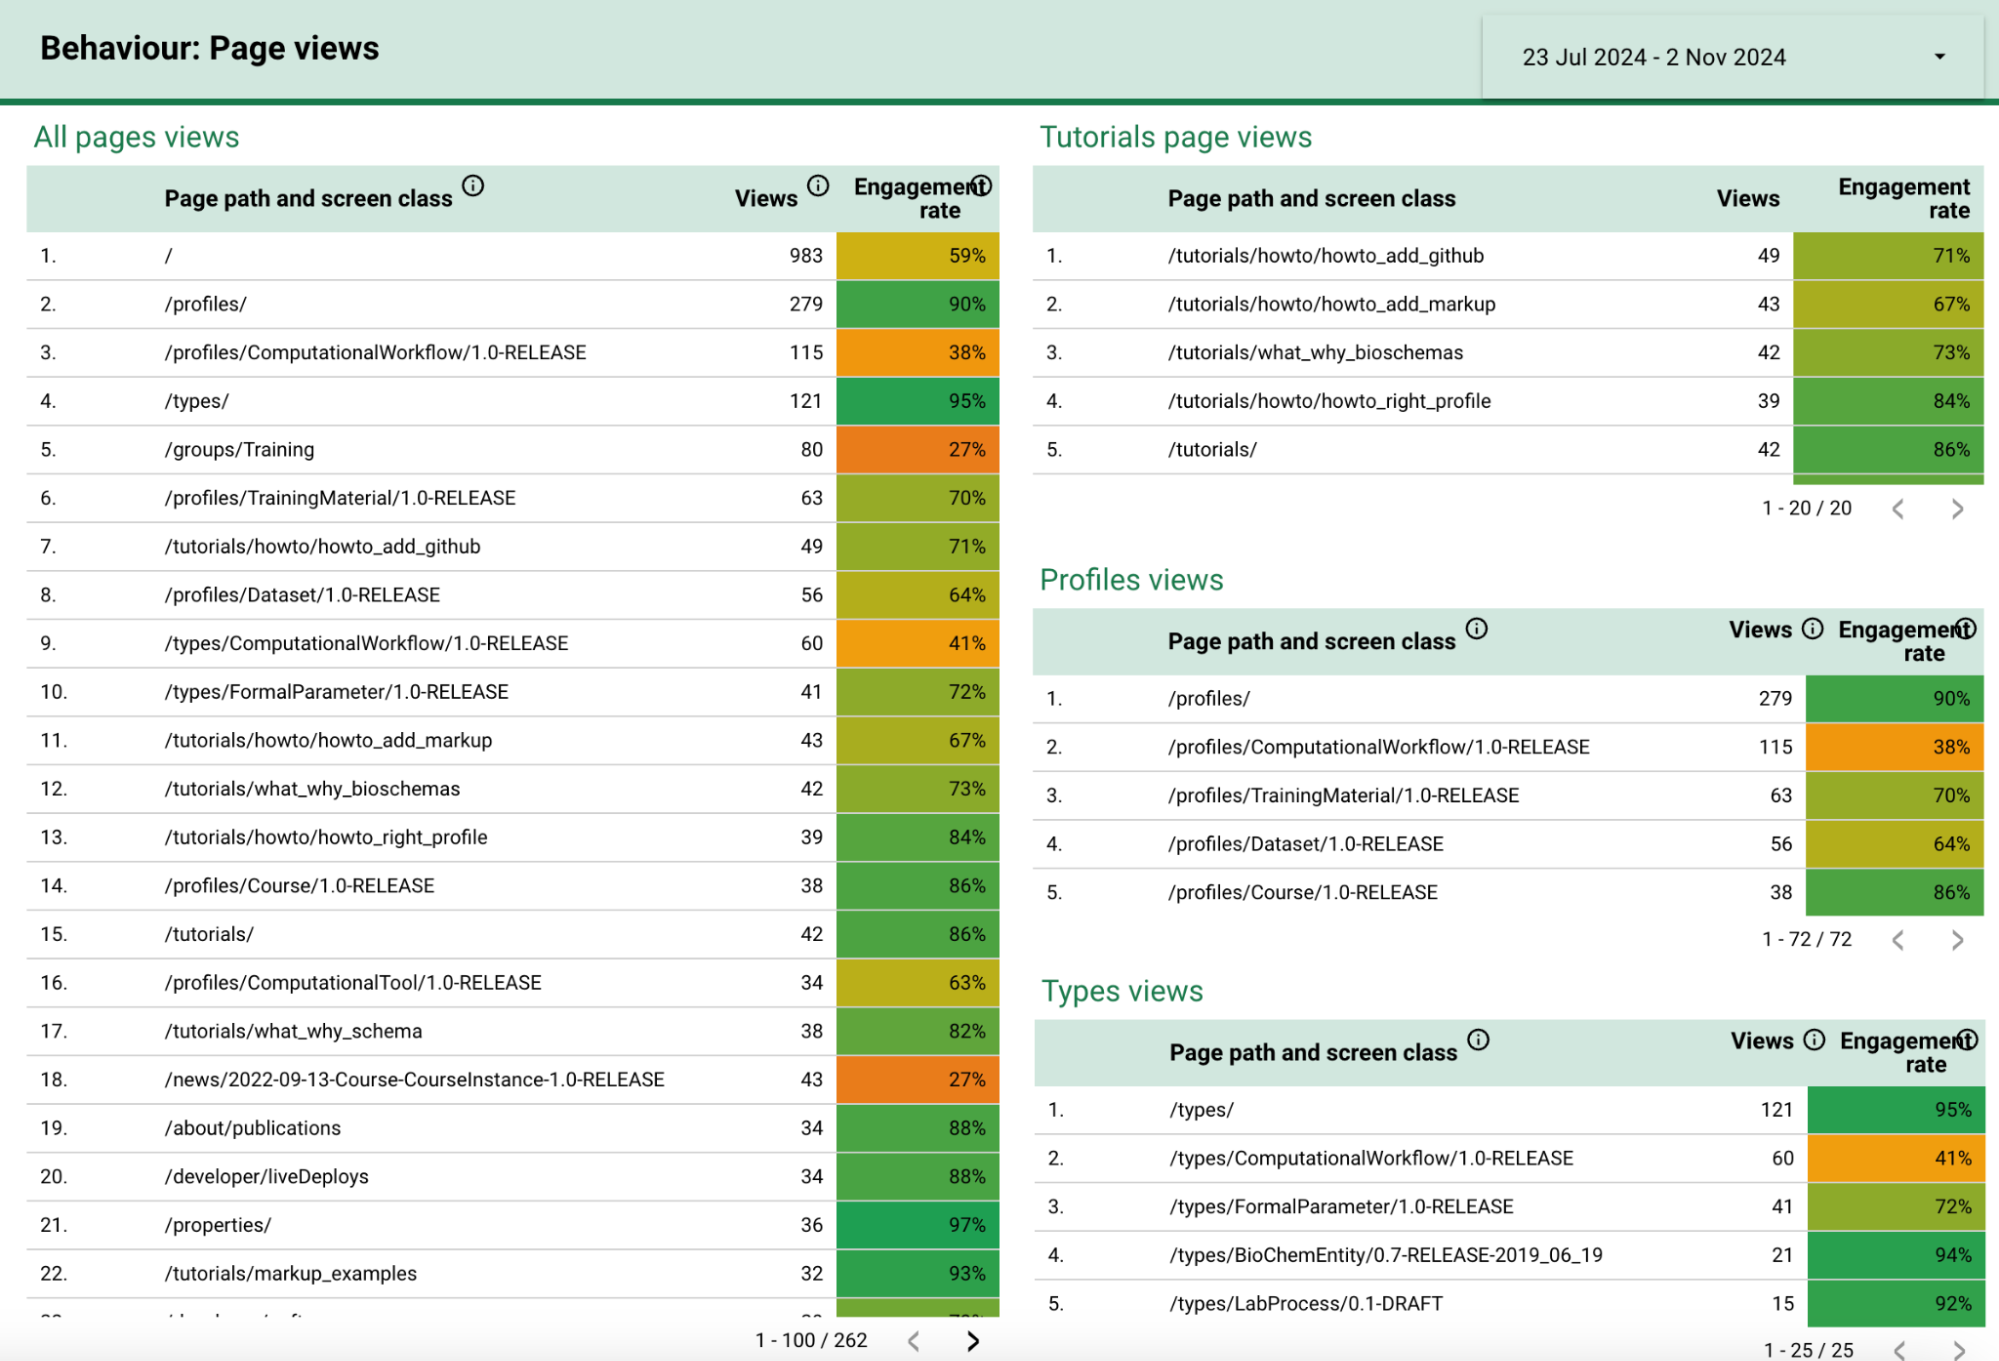 Behaviour: Page views
23 Jul 2024 - 2 Nov 2024
All pages views
Page path and screen class Views Engagement rate
1. / 983 59%
2. /profiles/ 279 90%
3. /profiles/ComputationalWorkflow/1.0-RELEASE 115 38%
4. /types/ 121 95%
5. /groups/Training 80 27%
6. /profiles/TrainingMaterial/1.0-RELEASE 63 70%
7. /tutorials/howto/howto_add_github 49 71%
8. /profiles/Dataset/1.0-RELEASE 56 64%
9. /types/ComputationalWorkflow/1.0-RELEASE 60 41%
10. /types/FormalParameter/1.0-RELEASE 41 72%
11. /tutorials/howto/howto_add_markup 43 67%
12. /tutorials/what_why_bioschemas 42 73%
13. /tutorials/howto/howto_right_profile 39 84%
14. /profiles/Course/1.0-RELEASE 38 86%
15. /tutorials/ 42 86%
16. /profiles/ComputationalTool/1.0-RELEASE 34 63%
17. /tutorials/what_why_schema 38 82%
18. /news/2022-09-13-Course-CourseInstance-1.0-RELEASE 43 27%
19. /about/publications 34 88%
20. /developer/liveDeploys 34 88%
21. /properties/ 36 97%
22. /tutorials/markup_examples 32 93%
1 - 100 / 262
Tutorials page views
Page path and screen class Views Engagement rate
1. /tutorials/howto/howto_add_github 49 71%
2. /tutorials/howto/howto_add_markup 43 67%
3. /tutorials/what_why_bioschemas 42 73%
4. /tutorials/howto/howto_right_profile 39 84%
5. /tutorials/ 42 86%
1 - 20 / 20
Profiles views
Page path and screen class Views Engagement rate
1. /profiles/ 279 90%
2. /profiles/ComputationalWorkflow/1.0-RELEASE 115 38%
3. /profiles/TrainingMaterial/1.0-RELEASE 63 70%
4. /profiles/Dataset/1.0-RELEASE 56 64%
5. /profiles/Course/1.0-RELEASE 38 86%
1 - 72 / 72
Types views
Page path and screen class Views Engagement rate
1. /types/ 121 95%
2. /types/ComputationalWorkflow/1.0-RELEASE 60 41%
3. /types/FormalParameter/1.0-RELEASE 41 72%
4. /types/BioChemEntity/0.7-RELEASE-2019_06_19 21 94%
5. /types/LabProcess/0.1-DRAFT 15 92%
1 - 25 / 25